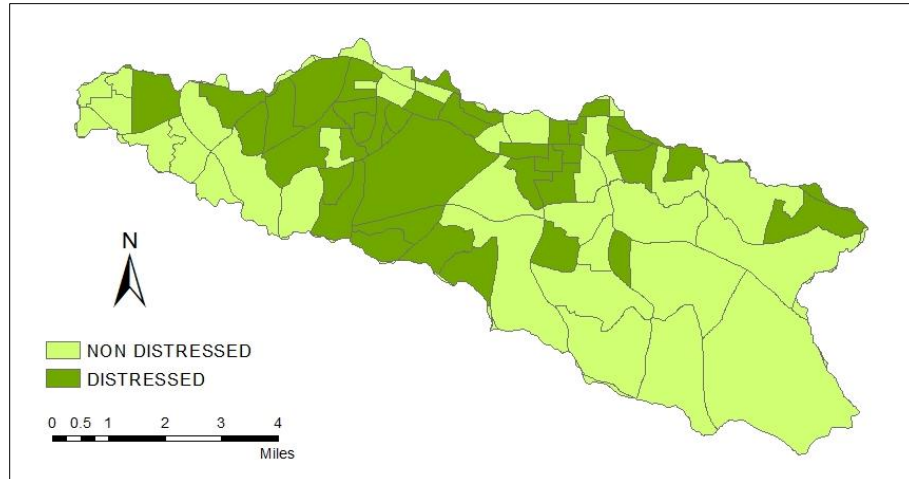 N
NON DISTRESSED
DISTRESSED
0 0.5 1 2 3 4
Miles